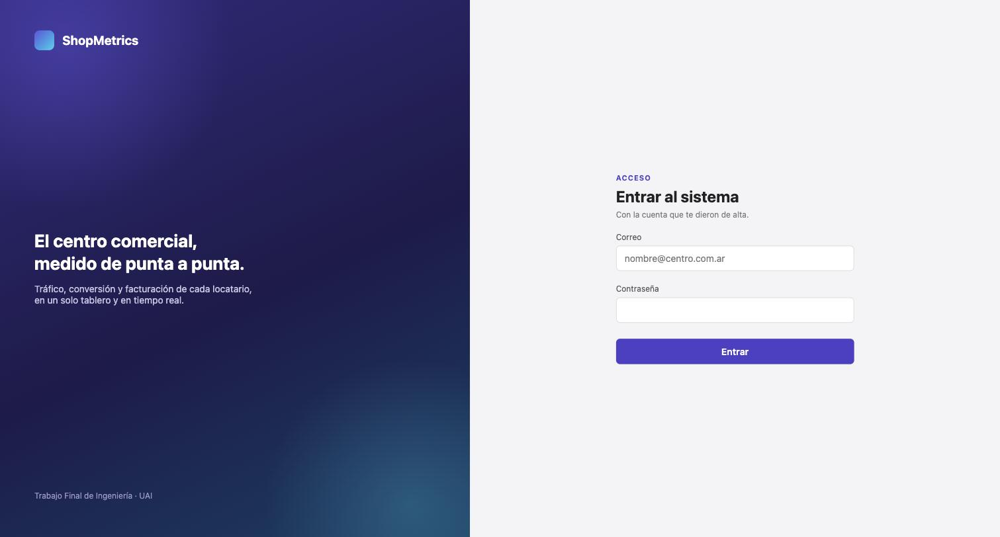 ShopMetrics
El centro comercial,
medido de punta a punta.
Tráfico, conversión y facturación de cada locatario,
en un solo tablero y en tiempo real.
Trabajo Final de Ingeniería · UAI
ACCESO
Entrar al sistema
Con la cuenta que te dieron de alta.
Correo
nombre@centro.com.ar
Contraseña
Entrar